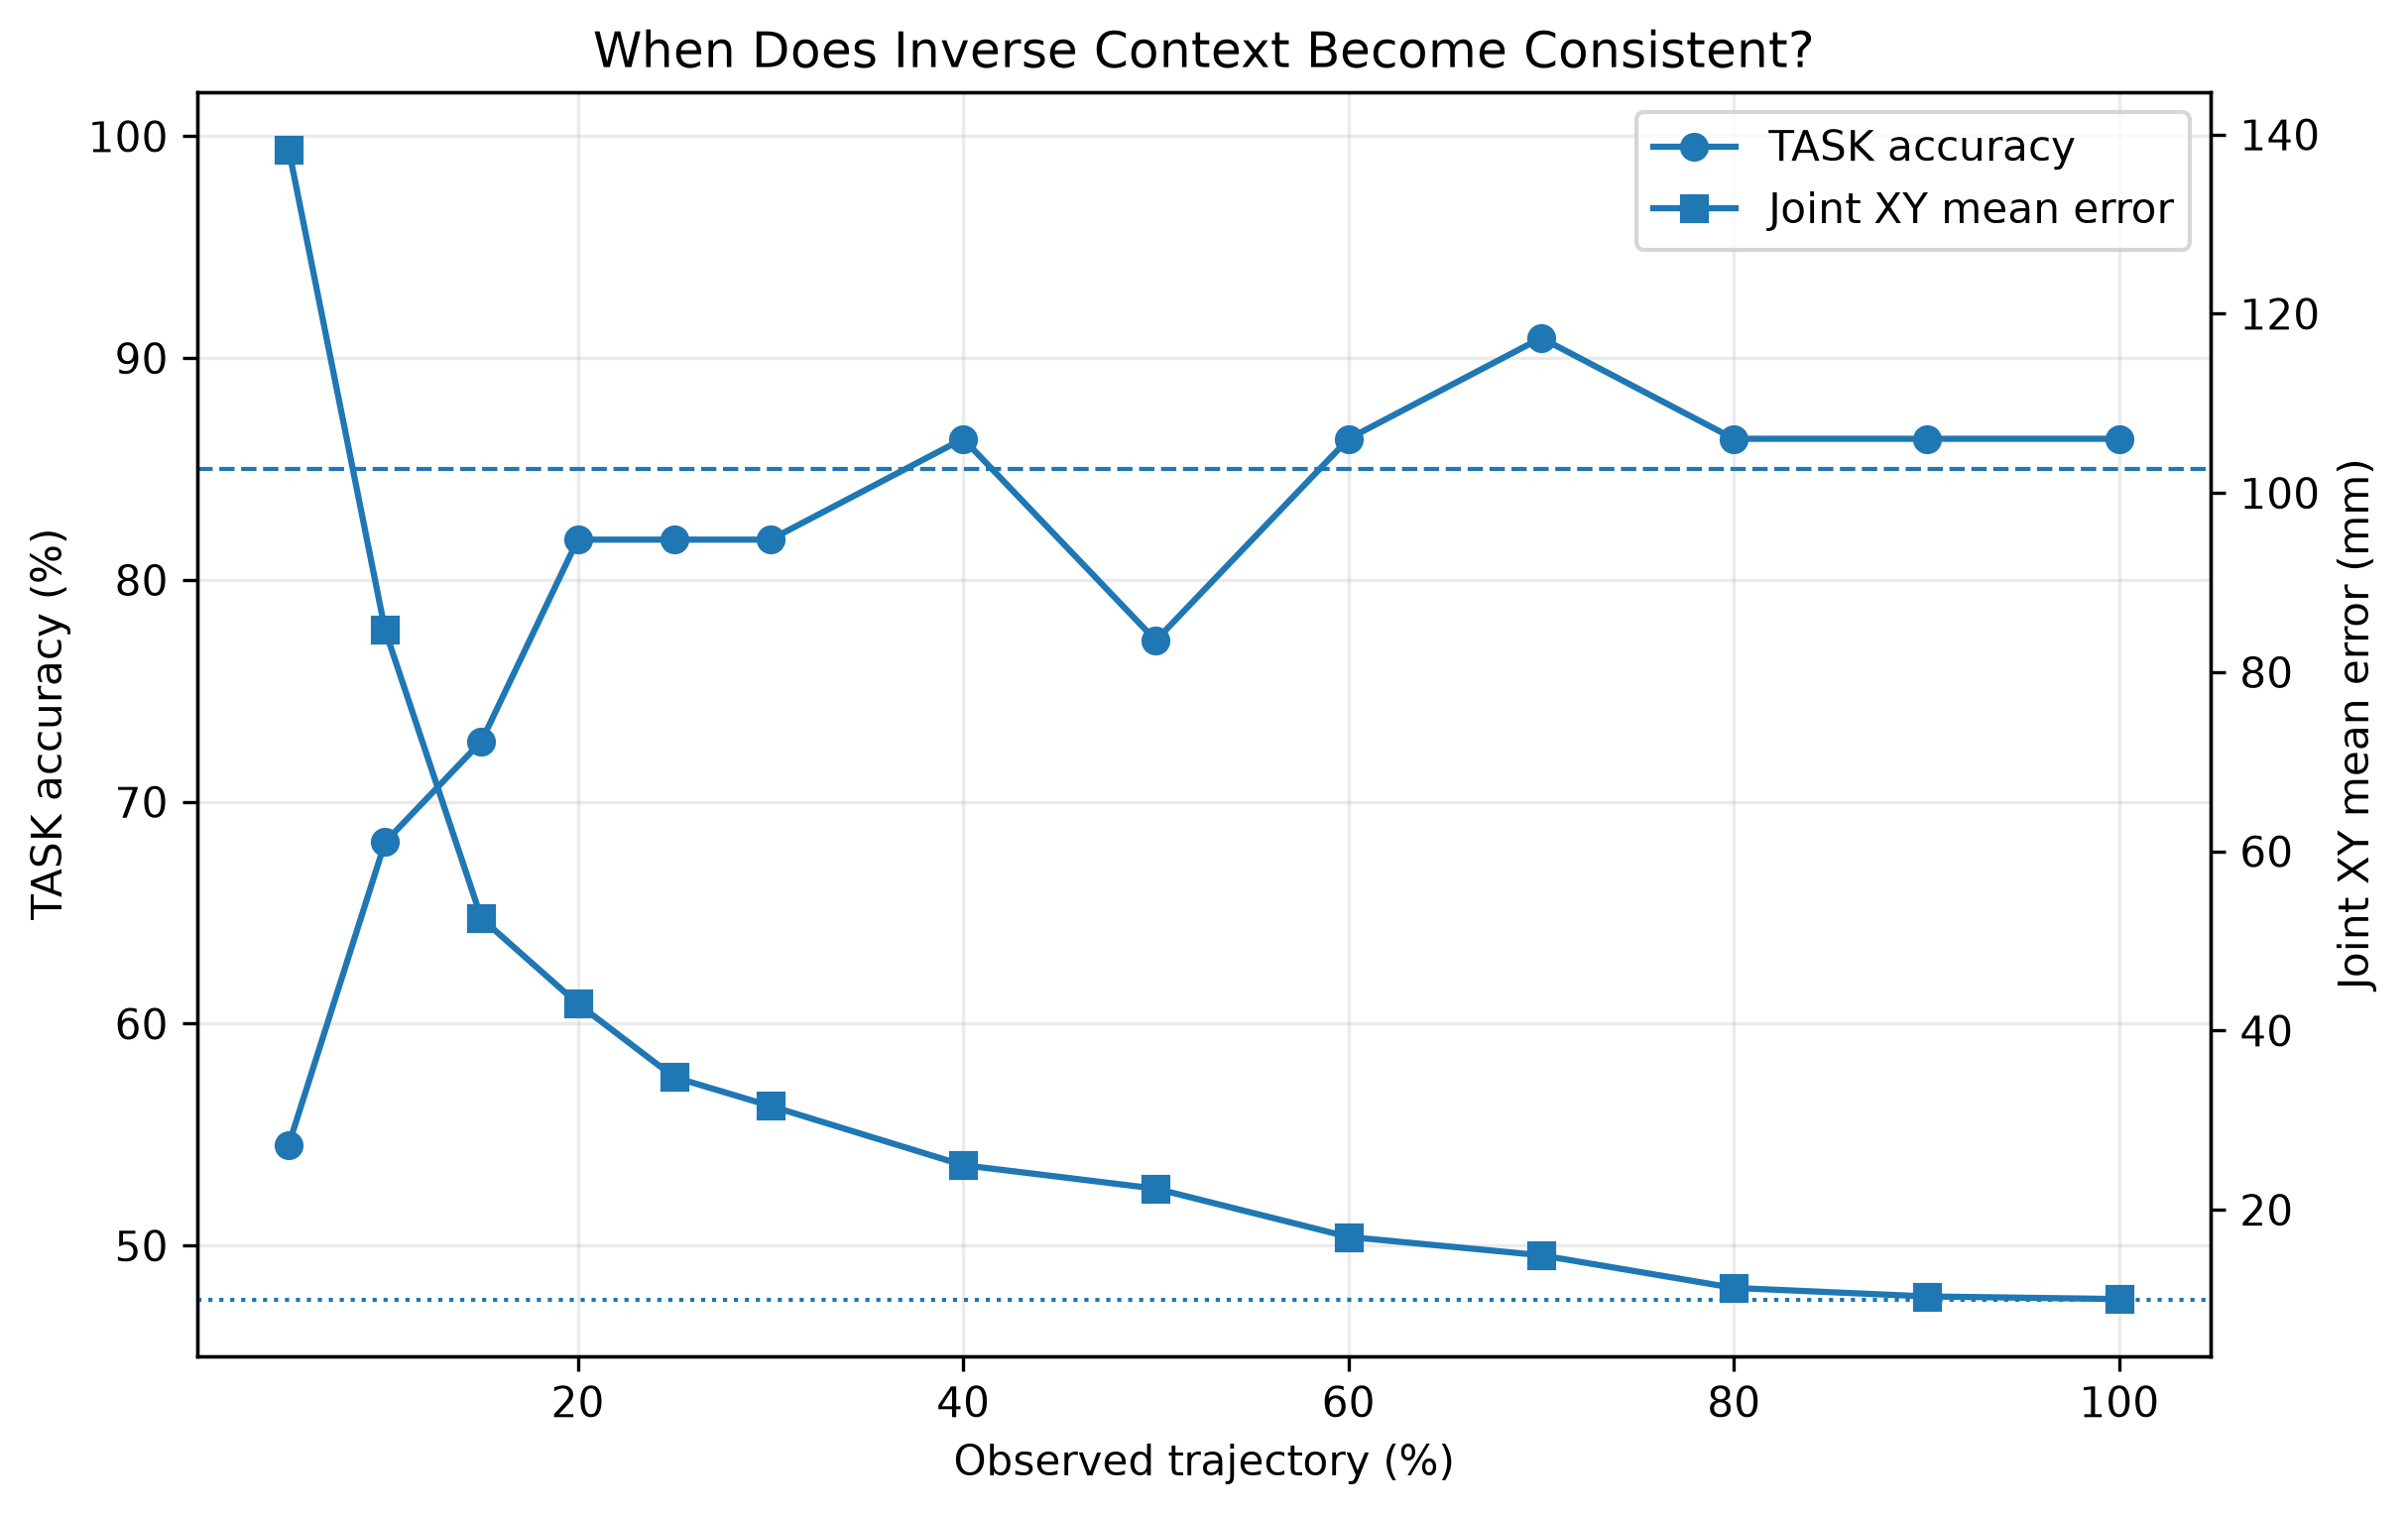 When Does Inverse Context Become Consistent?
TASK accuracy
Joint XY mean error
100
90
80
70
60
50
TASK accuracy (%)
140
120
100
80
60
40
20
Joint XY mean error (mm)
20 40 60 80 100
Observed trajectory (%)